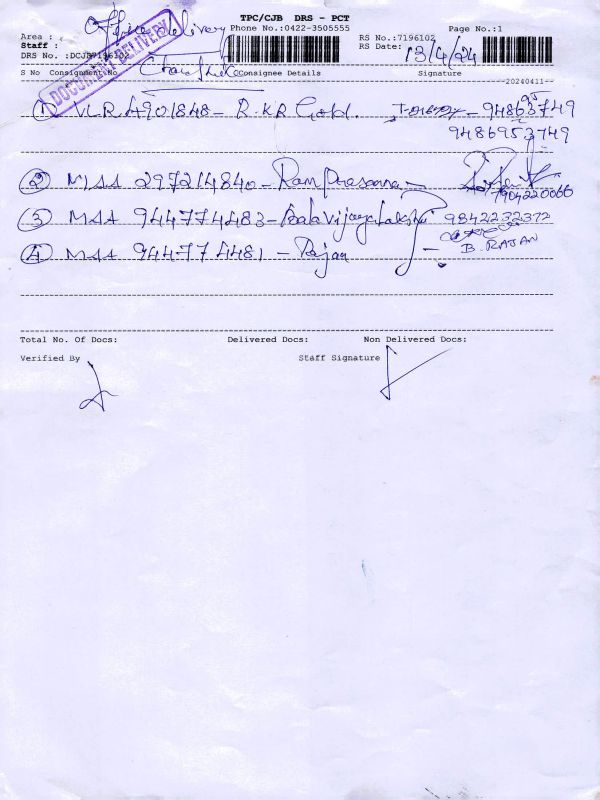 TPC/CJB DRS - PCT
Office Delivery
Area :
Phone No.:0422-3505555
Page No.:1
Staff :
RS No.:7196102
DRS No. :DCJB7196102
RS Date: 13/4/24
DOCUMENT DELIVERY
S No Consignment No Consignee Details Signature
20240411--
① VLR A901848 - R.KR Gold. 9486953749
9486953749
② MAA 297214840 - Ram Prasanna - 7904220066
③ MAA 944774483 - Balavijayalakshmi 9842232372
④ MAA 944774481 - Rajan - B. RAJAN
Total No. Of Docs: Delivered Docs: Non Delivered Docs:
Verified By Staff Signature